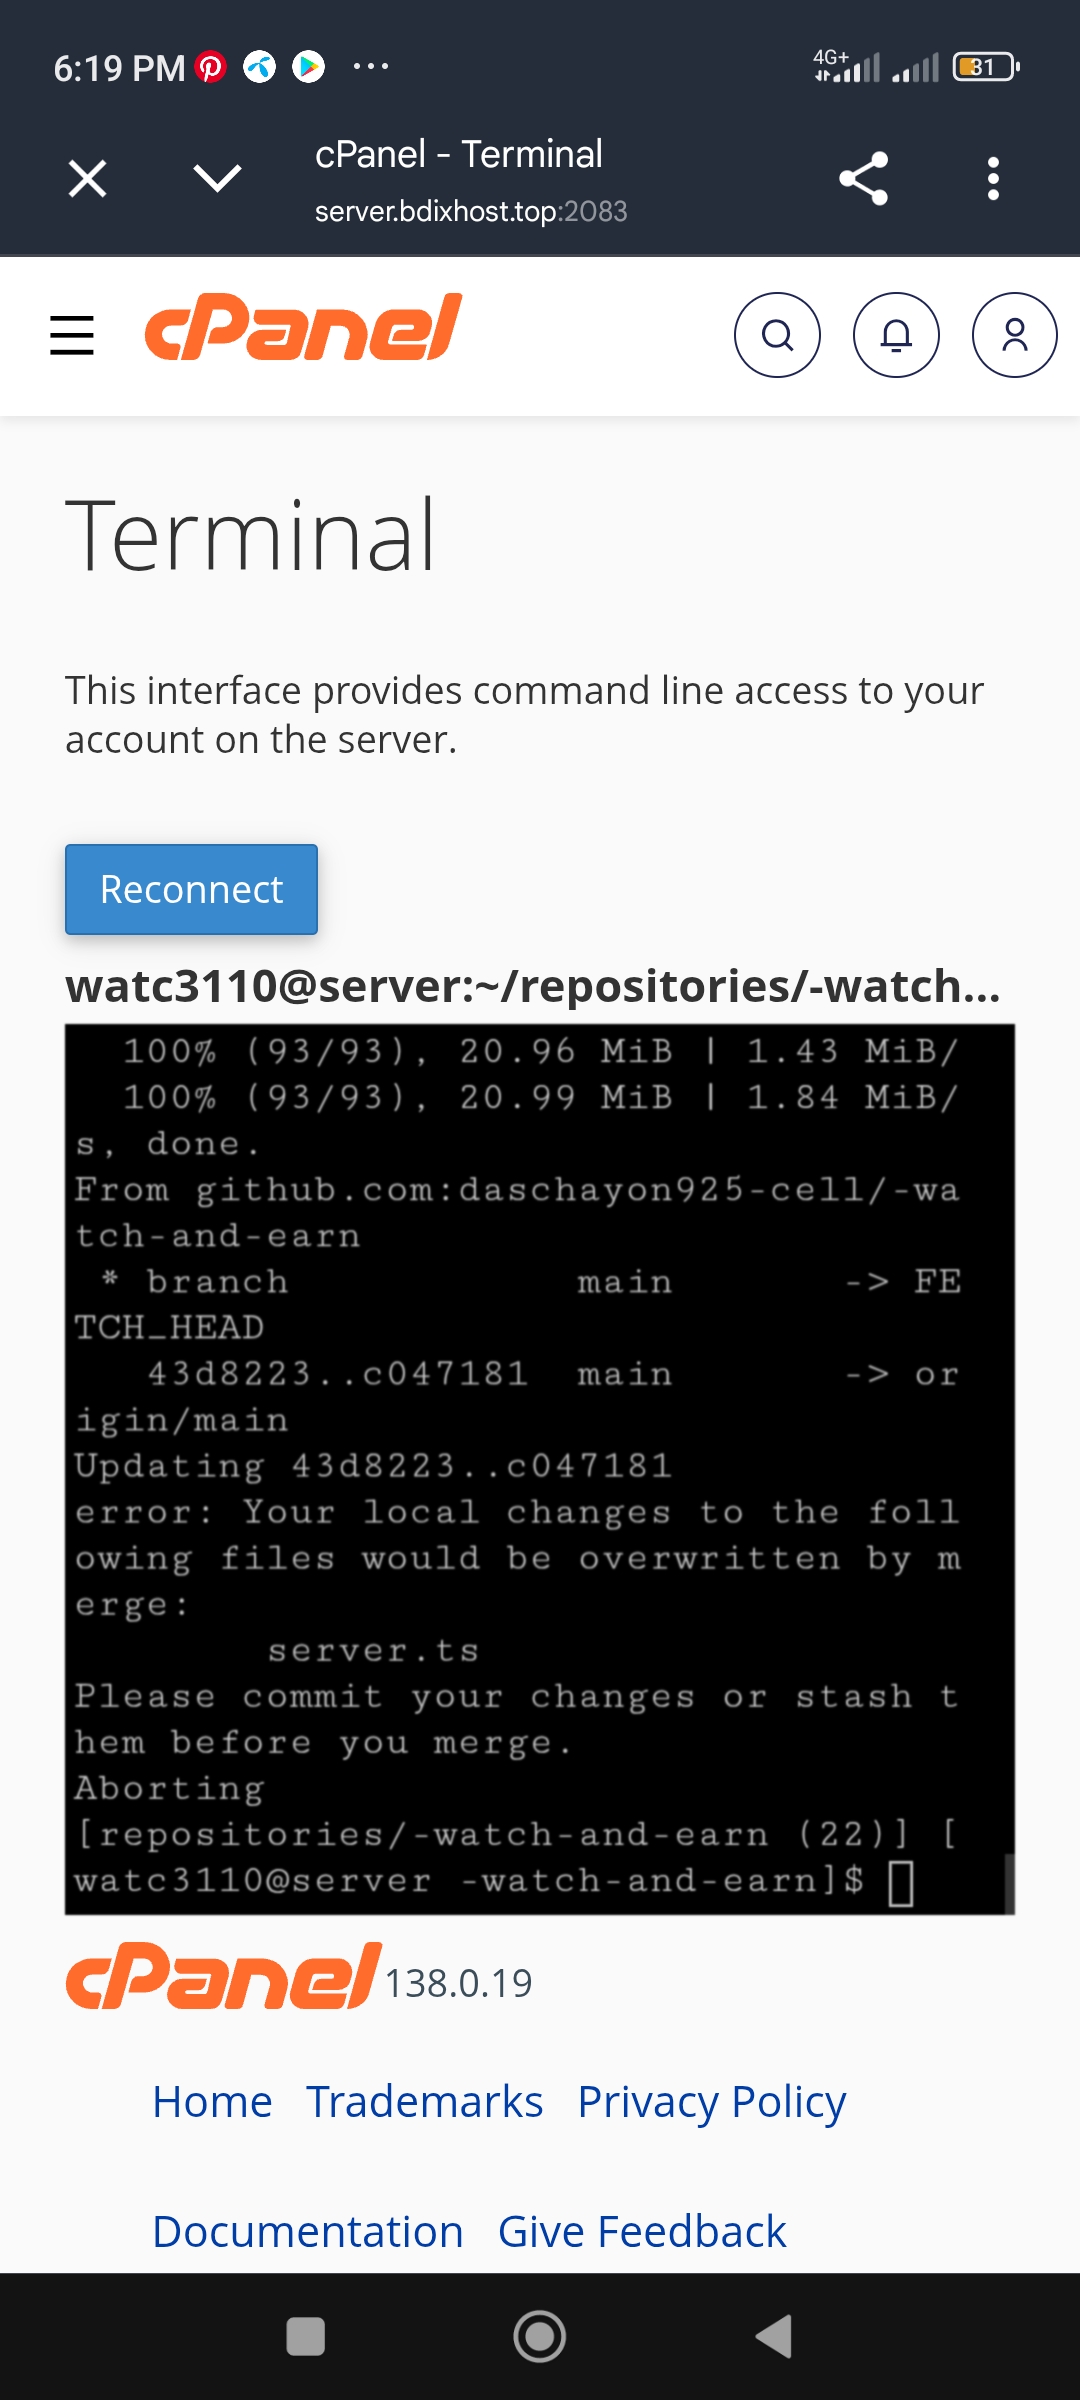 6:19 PM
4G+
31
cPanel - Terminal
server.bdixhost.top:2083
cPanel
Terminal
This interface provides command line access to your
account on the server.
Reconnect
watc3110@server:~/repositories/-watch...
100% (93/93), 20.96 MiB | 1.43 MiB/
100% (93/93), 20.99 MiB | 1.84 MiB/
s, done.
From github.com:daschayon925-cell/-wa
tch-and-earn
* branch main -> FE
TCH_HEAD
43d8223..c047181 main -> or
igin/main
Updating 43d8223..c047181
error: Your local changes to the foll
owing files would be overwritten by m
erge:
server.ts
Please commit your changes or stash t
hem before you merge.
Aborting
[repositories/-watch-and-earn (22)] [
watc3110@server -watch-and-earn]$
cPanel 138.0.19
Home Trademarks Privacy Policy
Documentation Give Feedback